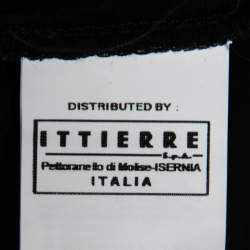 DISTRIBUTED BY :
ITTIERRE
S.p.A.
Pettoranello di Molise-ISERNIA
ITALIA